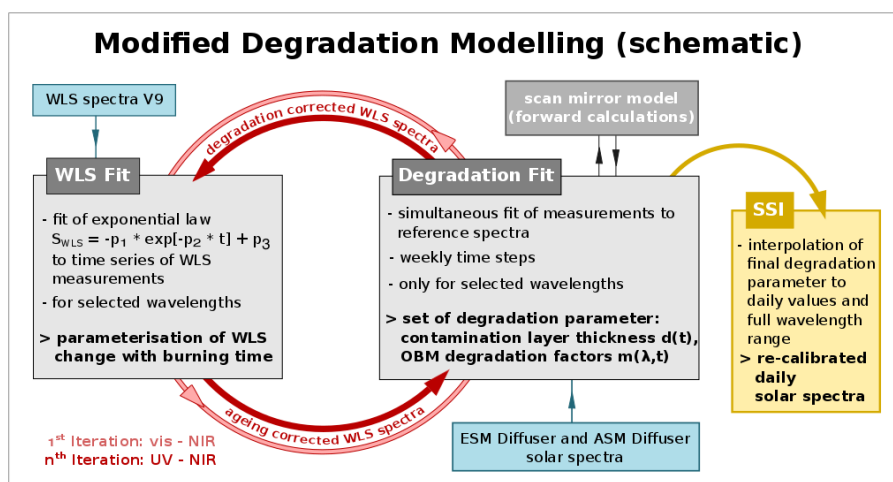 Modified Degradation Modelling (schematic)
WLS spectra V9
degradation corrected WLS spectra
scan mirror model
(forward calculations)
WLS Fit
- fit of exponential law
S_WLS = -p₁ * exp[-p₂ * t] + p₃
to time series of WLS
measurements
- for selected wavelengths
> parameterisation of WLS
change with burning time
Degradation Fit
- simultaneous fit of measurements to
reference spectra
- weekly time steps
- only for selected wavelengths
> set of degradation parameter:
contamination layer thickness d(t),
OBM degradation factors m(λ,t)
SSI
- interpolation of
final degradation
parameter to
daily values and
full wavelength
range
> re-calibrated
daily
solar spectra
ageing corrected WLS spectra
ESM Diffuser and ASM Diffuser
solar spectra
1st Iteration: vis - NIR
nth Iteration: UV - NIR